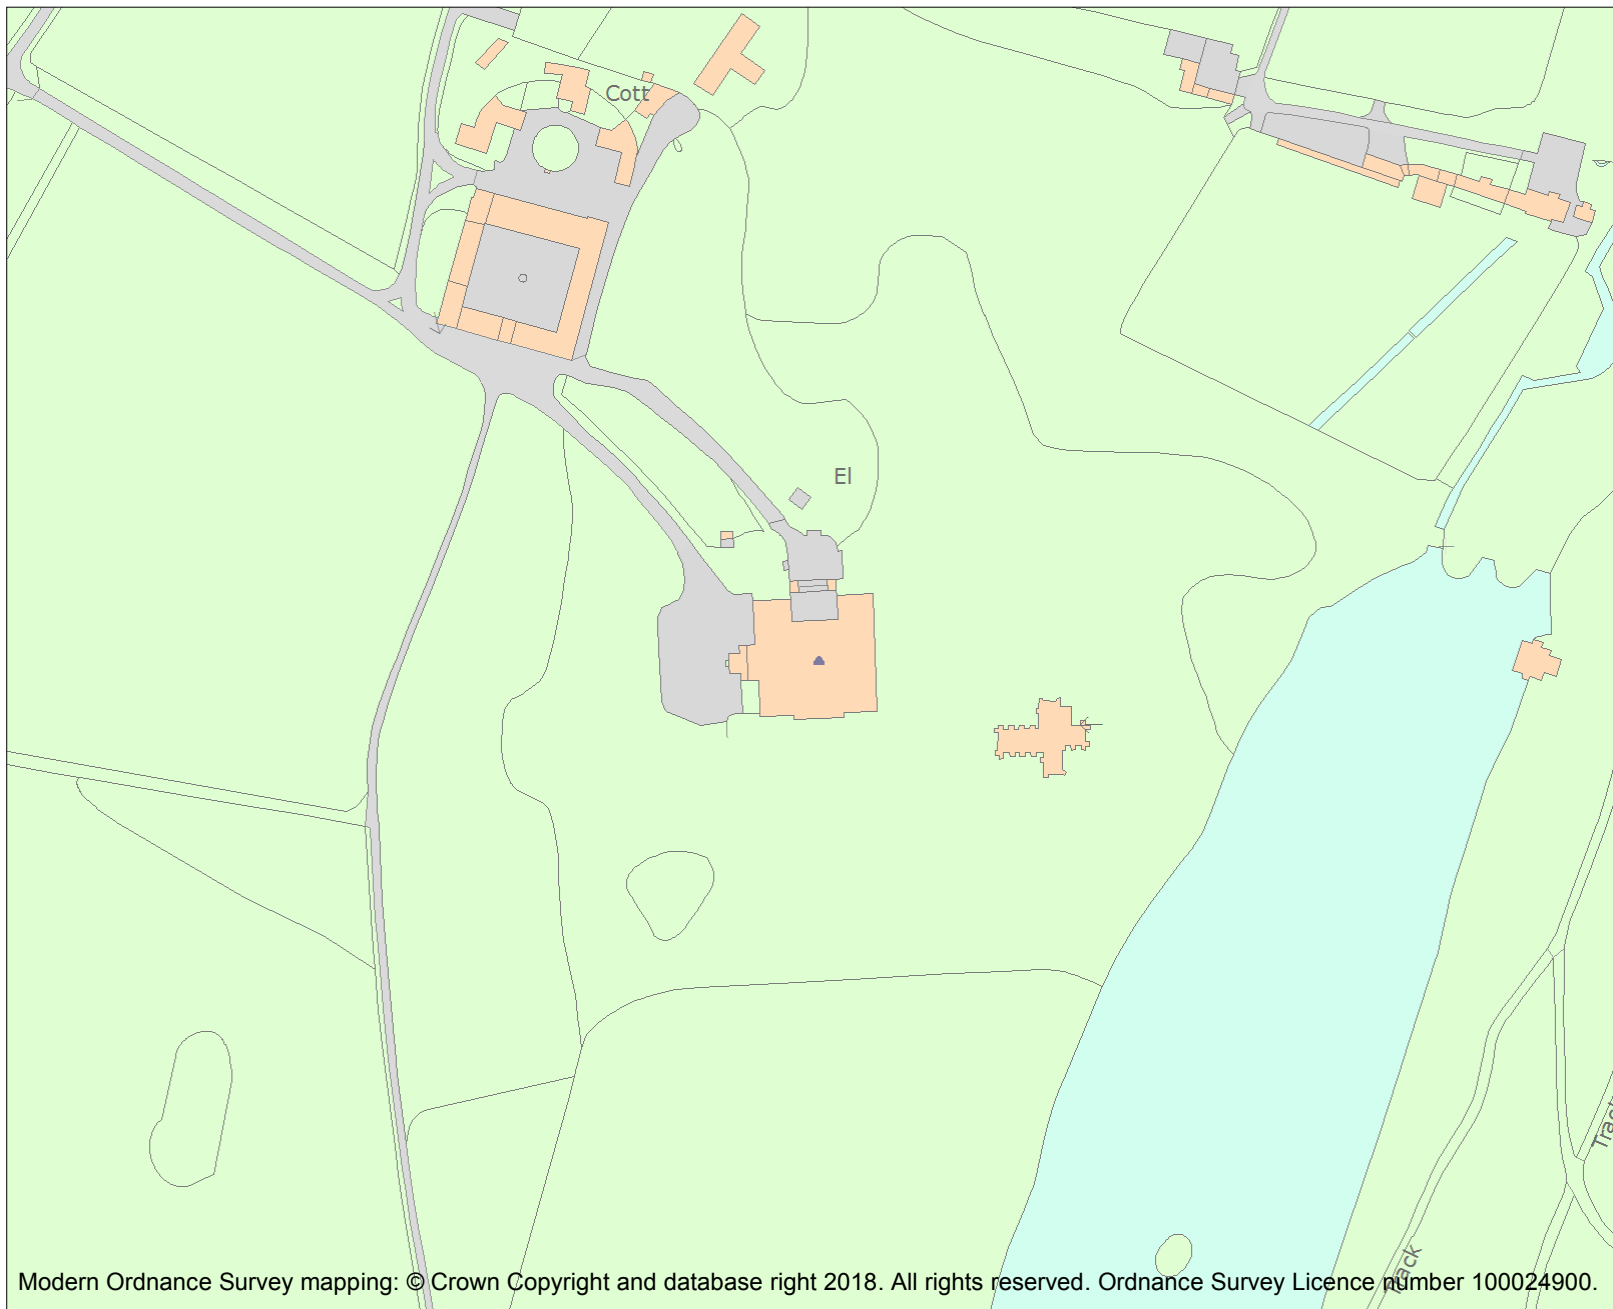 Cott
El
Track
Modern Ordnance Survey mapping: © Crown Copyright and database right 2018. All rights reserved. Ordnance Survey Licence number 100024900.